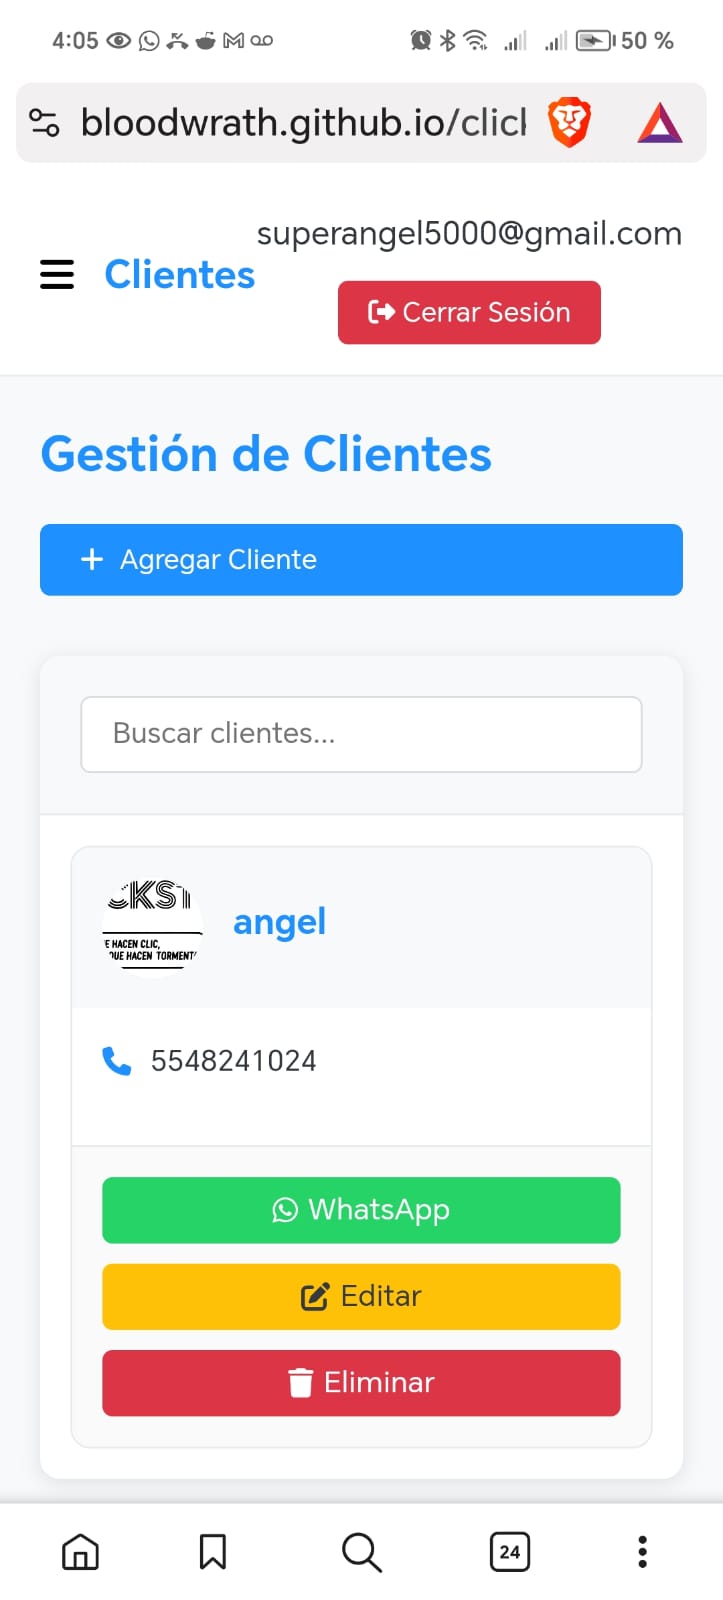 4:05
50 %
bloodwrath.github.io/clicl
superangel5000@gmail.com
Clientes
Cerrar Sesión
Gestión de Clientes
Agregar Cliente
Buscar clientes...
CKST
E HACEN CLIC,
QUE HACEN TORMENT
angel
5548241024
WhatsApp
Editar
Eliminar
24